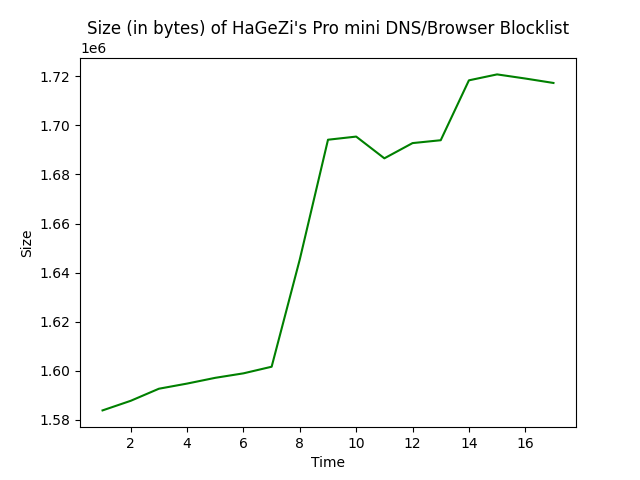 Size (in bytes) of HaGeZi's Pro mini DNS/Browser Blocklist
1e6
1.72
1.70
1.68
1.66
1.64
1.62
1.60
1.58
Size
2 4 6 8 10 12 14 16
Time